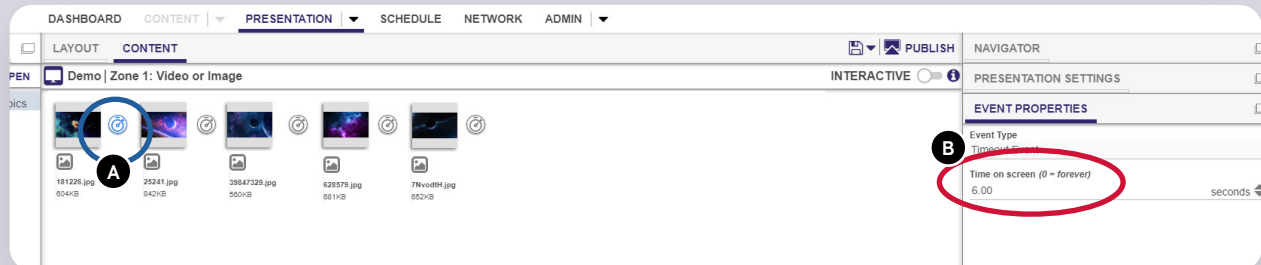 DASHBOARD CONTENT PRESENTATION SCHEDULE NETWORK ADMIN
LAYOUT CONTENT PUBLISH NAVIGATOR
PEN Demo | Zone 1: Video or Image INTERACTIVE PRESENTATION SETTINGS
pics
EVENT PROPERTIES
Event Type
B
Timeout Event
A
Time on screen (0 = forever)
6.00 seconds
181226.jpg 25241.jpg 39847329.jpg 628579.jpg 7NvodtH.jpg
604KB 842KB 560KB 681KB 652KB